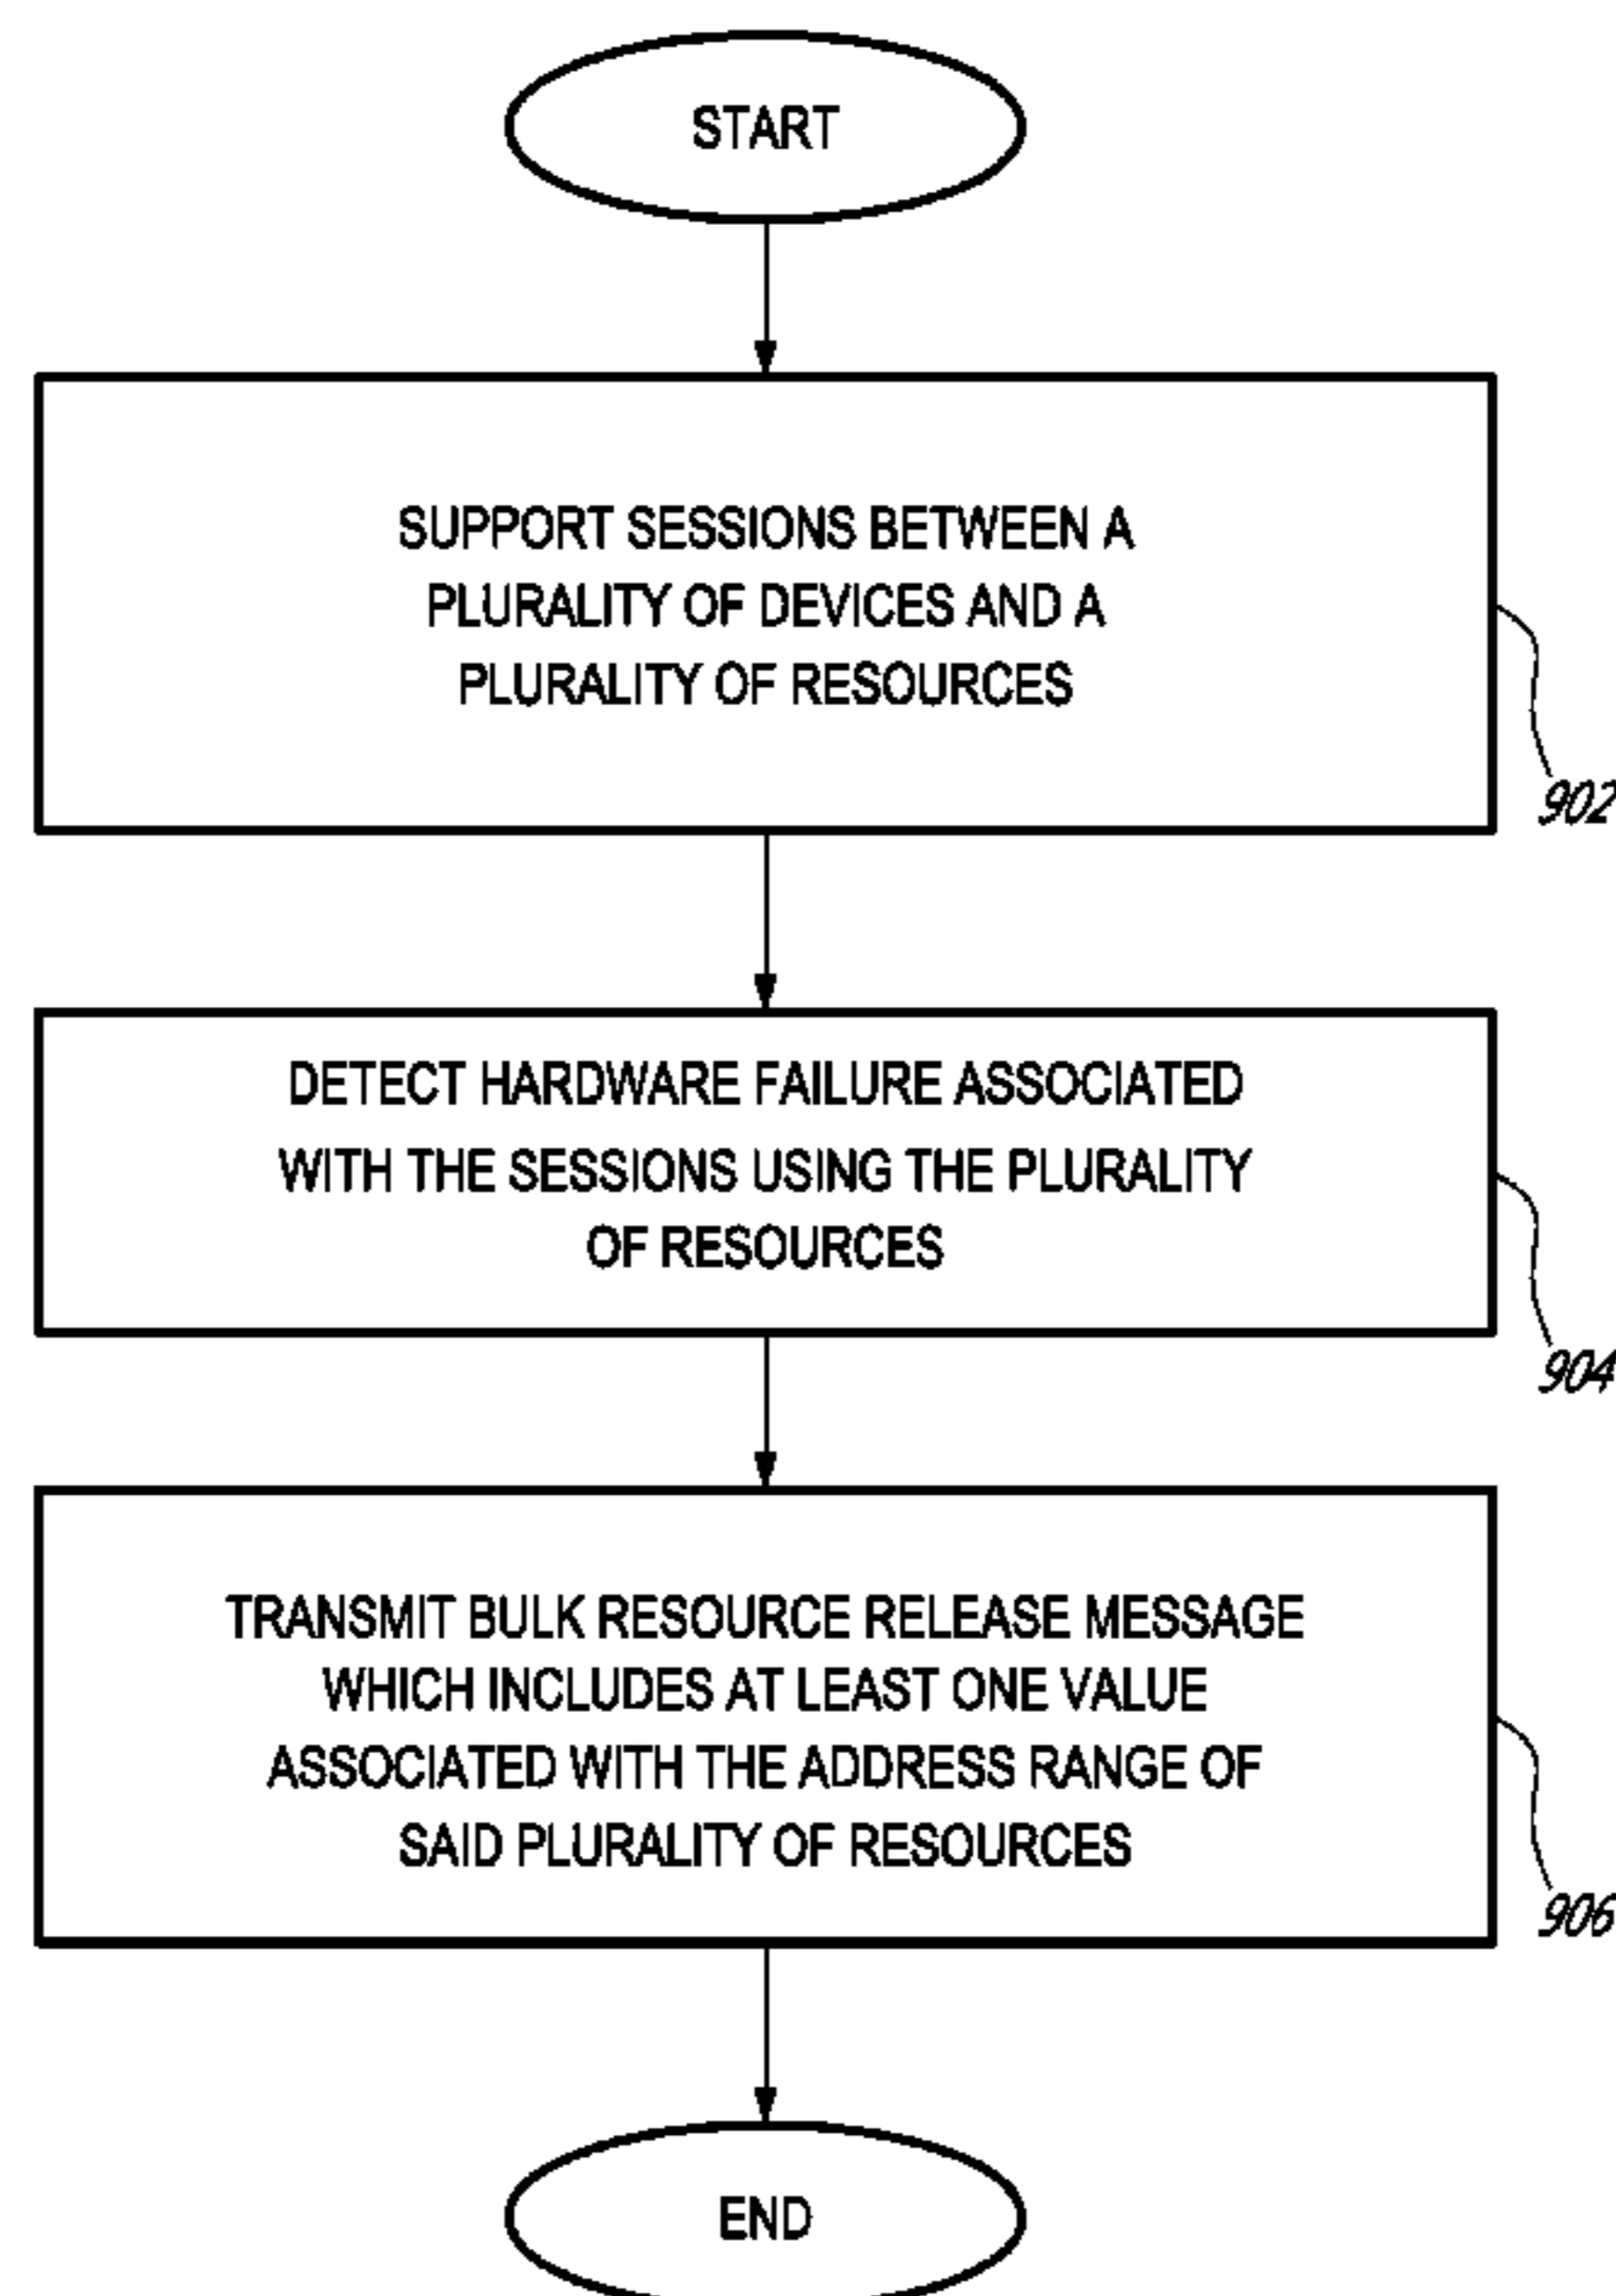 START
SUPPORT SESSIONS BETWEEN A
PLURALITY OF DEVICES AND A
PLURALITY OF RESOURCES
902
DETECT HARDWARE FAILURE ASSOCIATED
WITH THE SESSIONS USING THE PLURALITY
OF RESOURCES
904
TRANSMIT BULK RESOURCE RELEASE MESSAGE
WHICH INCLUDES AT LEAST ONE VALUE
ASSOCIATED WITH THE ADDRESS RANGE OF
SAID PLURALITY OF RESOURCES
906
END